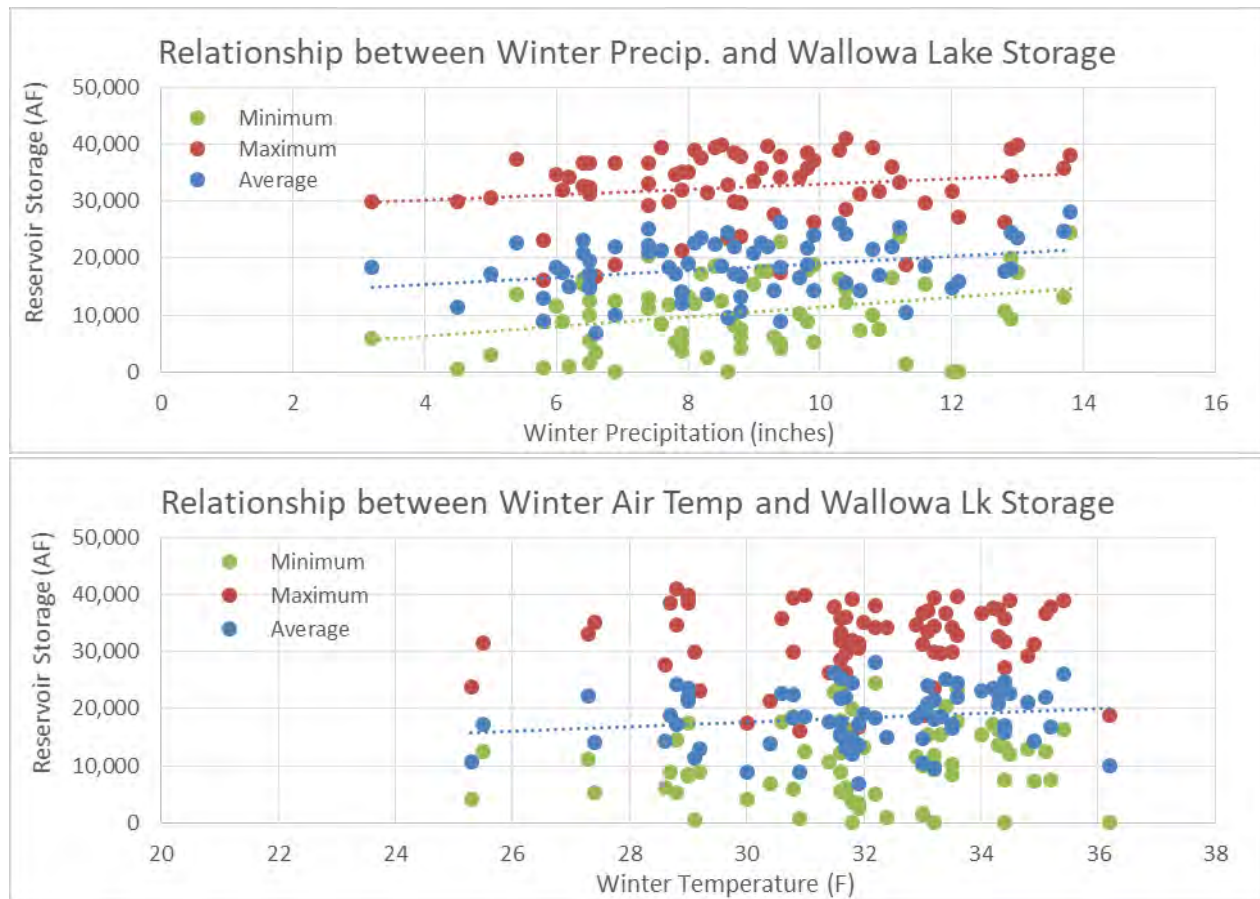 Relationship between Winter Precip. and Wallowa Lake Storage
Reservoir Storage (AF)
50,000
40,000
30,000
20,000
10,000
0
Minimum
Maximum
Average
0 2 4 6 8 10 12 14 16
Winter Precipitation (inches)
Relationship between Winter Air Temp and Wallowa Lk Storage
Reservoir Storage (AF)
50,000
40,000
30,000
20,000
10,000
0
Minimum
Maximum
Average
20 22 24 26 28 30 32 34 36 38
Winter Temperature (F)